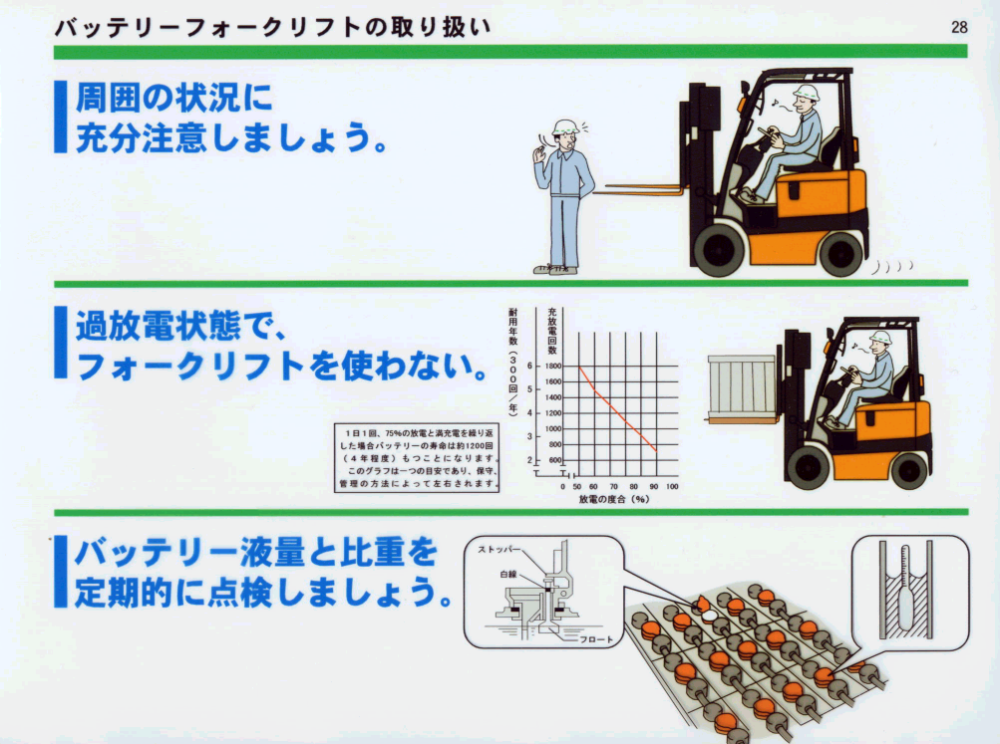 バッテリーフォークリフトの取り扱い
28
周囲の状況に
充分注意しましょう。
過放電状態で、
フォークリフトを使わない。
1日1回、75%の放電と満充電を繰り返
した場合バッテリーの寿命は約1200回
(4年程度)もつことになります。
このグラフは一つの目安であり、保守、
管理の方法によって左右されます。
耐用年数(300回/年)
充放電回数
6 1800
1600
5
1400
4 1200
1000
3
800
2 600
0 50 60 70 80 90 100
放電の度合(%)
バッテリー液量と比重を
定期的に点検しましょう。
ストッパー
白線
フロート